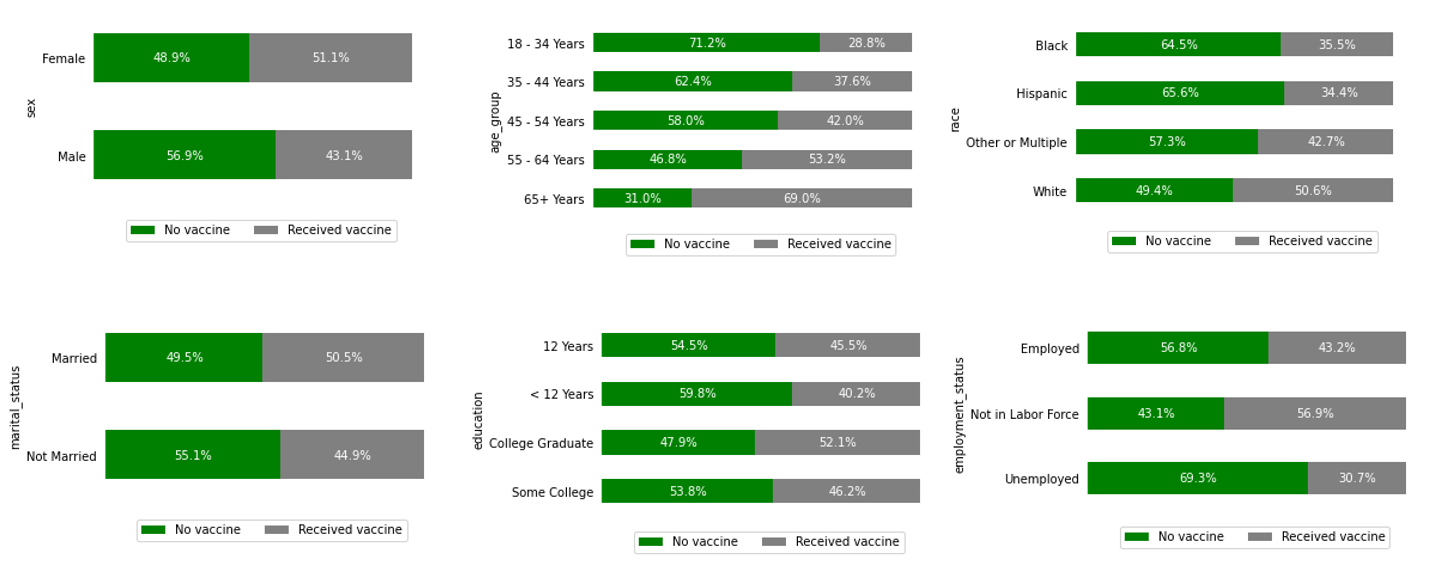 sex
Female 48.9% 51.1%
Male 56.9% 43.1%
No vaccine Received vaccine
age_group
18 - 34 Years 71.2% 28.8%
35 - 44 Years 62.4% 37.6%
45 - 54 Years 58.0% 42.0%
55 - 64 Years 46.8% 53.2%
65+ Years 31.0% 69.0%
No vaccine Received vaccine
race
Black 64.5% 35.5%
Hispanic 65.6% 34.4%
Other or Multiple 57.3% 42.7%
White 49.4% 50.6%
No vaccine Received vaccine
marital_status
Married 49.5% 50.5%
Not Married 55.1% 44.9%
No vaccine Received vaccine
education
12 Years 54.5% 45.5%
< 12 Years 59.8% 40.2%
College Graduate 47.9% 52.1%
Some College 53.8% 46.2%
No vaccine Received vaccine
employment_status
Employed 56.8% 43.2%
Not in Labor Force 43.1% 56.9%
Unemployed 69.3% 30.7%
No vaccine Received vaccine